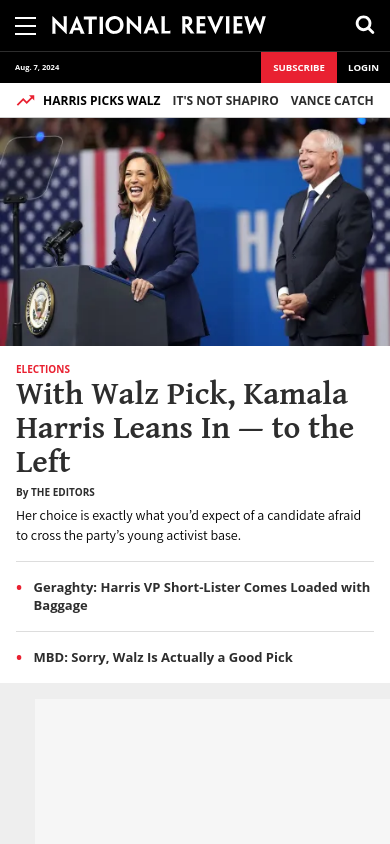 NATIONAL REVIEW
Aug. 7, 2024
SUBSCRIBE
LOGIN
HARRIS PICKS WALZ IT'S NOT SHAPIRO VANCE CATCH
HA
ELECTIONS
With Walz Pick, Kamala
Harris Leans In — to the
Left
By THE EDITORS
Her choice is exactly what you’d expect of a candidate afraid
to cross the party’s young activist base.
Geraghty: Harris VP Short-Lister Comes Loaded with
Baggage
MBD: Sorry, Walz Is Actually a Good Pick